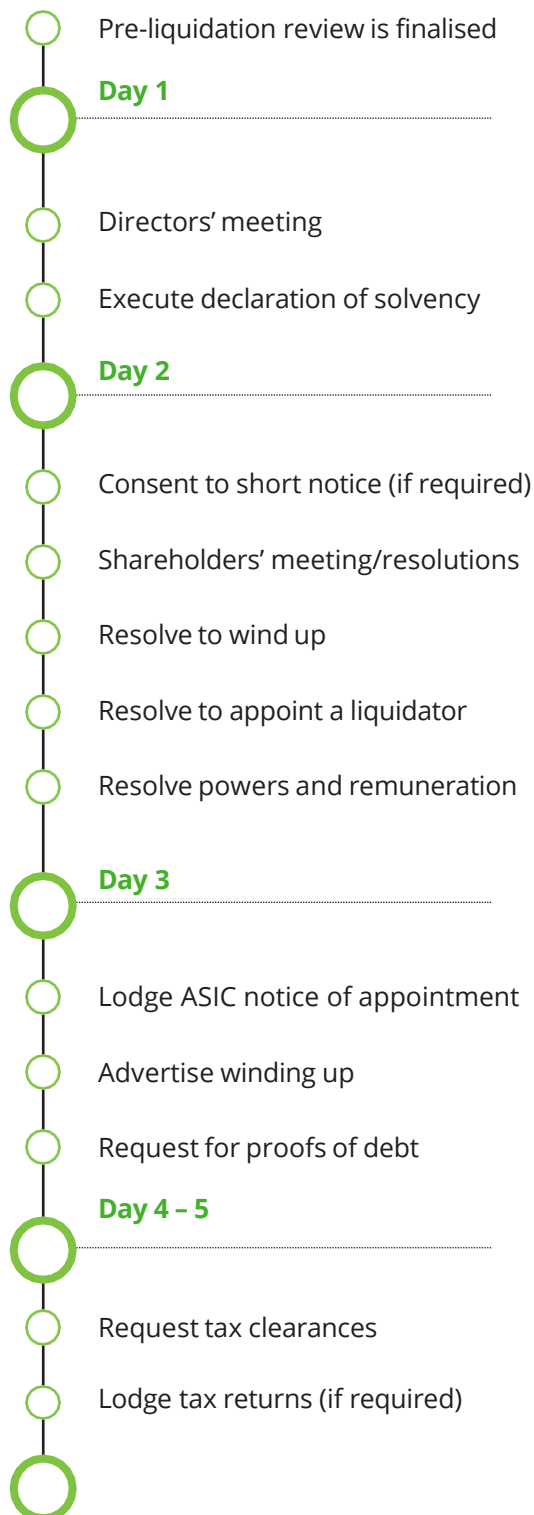 Pre-liquidation review is finalised
Day 1
Directors’ meeting
Execute declaration of solvency
Day 2
Consent to short notice (if required)
Shareholders’ meeting/resolutions
Resolve to wind up
Resolve to appoint a liquidator
Resolve powers and remuneration
Day 3
Lodge ASIC notice of appointment
Advertise winding up
Request for proofs of debt
Day 4 – 5
Request tax clearances
Lodge tax returns (if required)